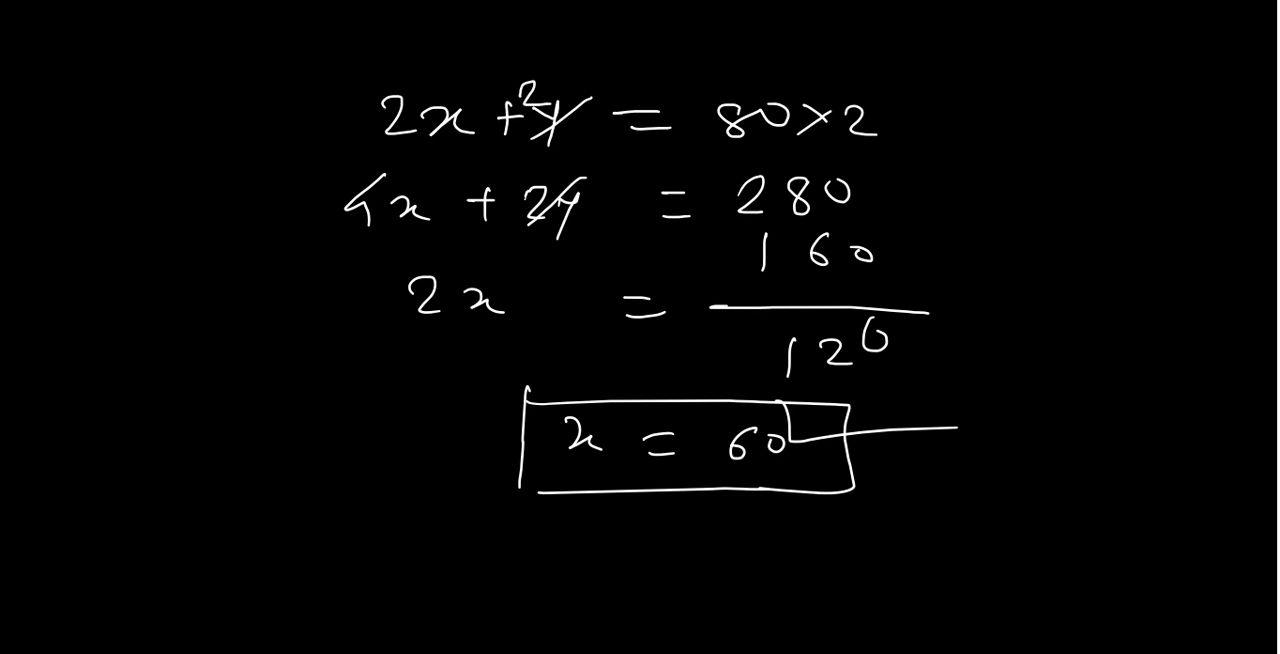 2x + 2y = 80 × 2
4x + 2y = 280
160
2x =
120
x = 60